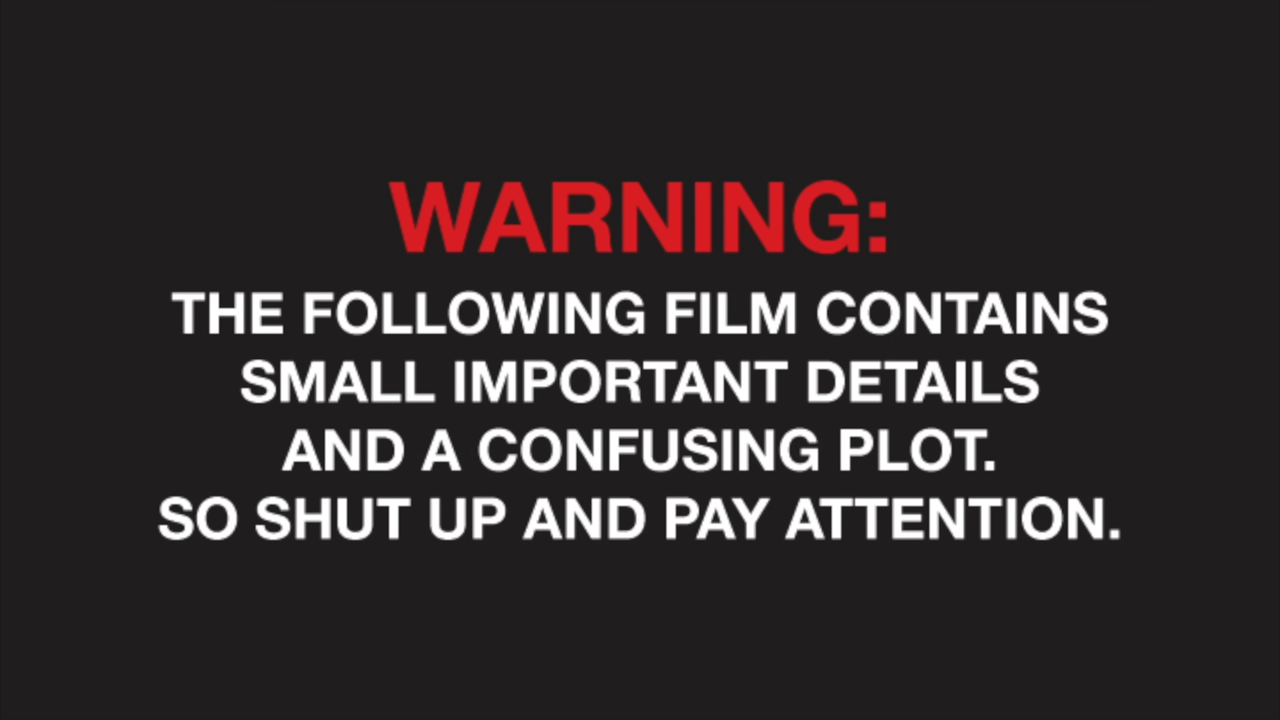 WARNING:
THE FOLLOWING FILM CONTAINS
SMALL IMPORTANT DETAILS
AND A CONFUSING PLOT.
SO SHUT UP AND PAY ATTENTION.